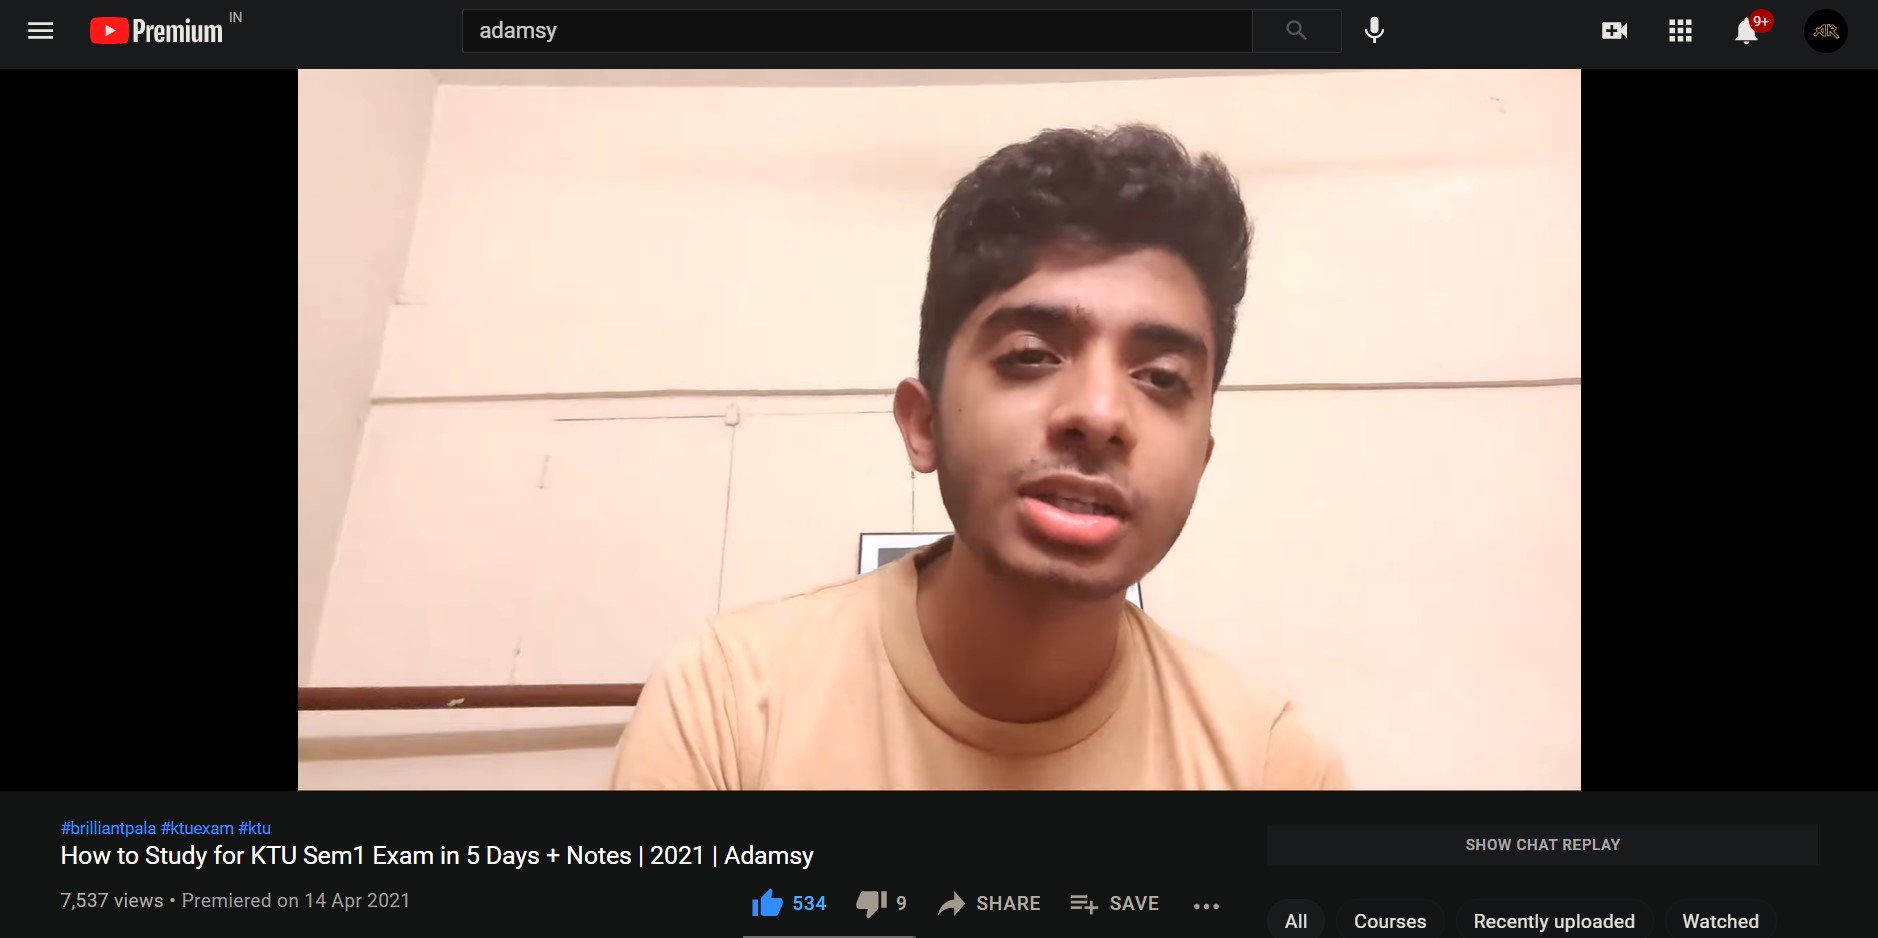 Premium IN
adamsy
9+
#brilliantpala #ktuexam #ktu
How to Study for KTU Sem1 Exam in 5 Days + Notes | 2021 | Adamsy
7,537 views • Premiered on 14 Apr 2021
534
9
SHARE
SAVE
SHOW CHAT REPLAY
All
Courses
Recently uploaded
Watched